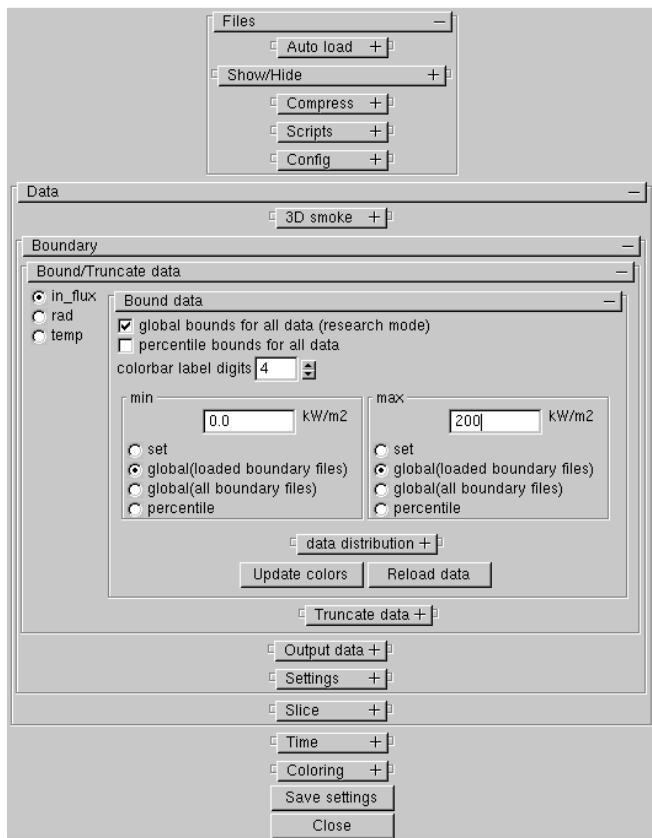 Files
Auto load
Show/Hide
Compress
Scripts
Config
Data
3D smoke
Boundary
Bound/Truncate data
in_flux
rad
temp
Bound data
global bounds for all data (research mode)
percentile bounds for all data
colorbar label digits 4
min
0.0 kW/m2
set
global(loaded boundary files)
global(all boundary files)
percentile
max
200 kW/m2
set
global(loaded boundary files)
global(all boundary files)
percentile
data distribution
Update colors Reload data
Truncate data
Output data
Settings
Slice
Time
Coloring
Save settings
Close